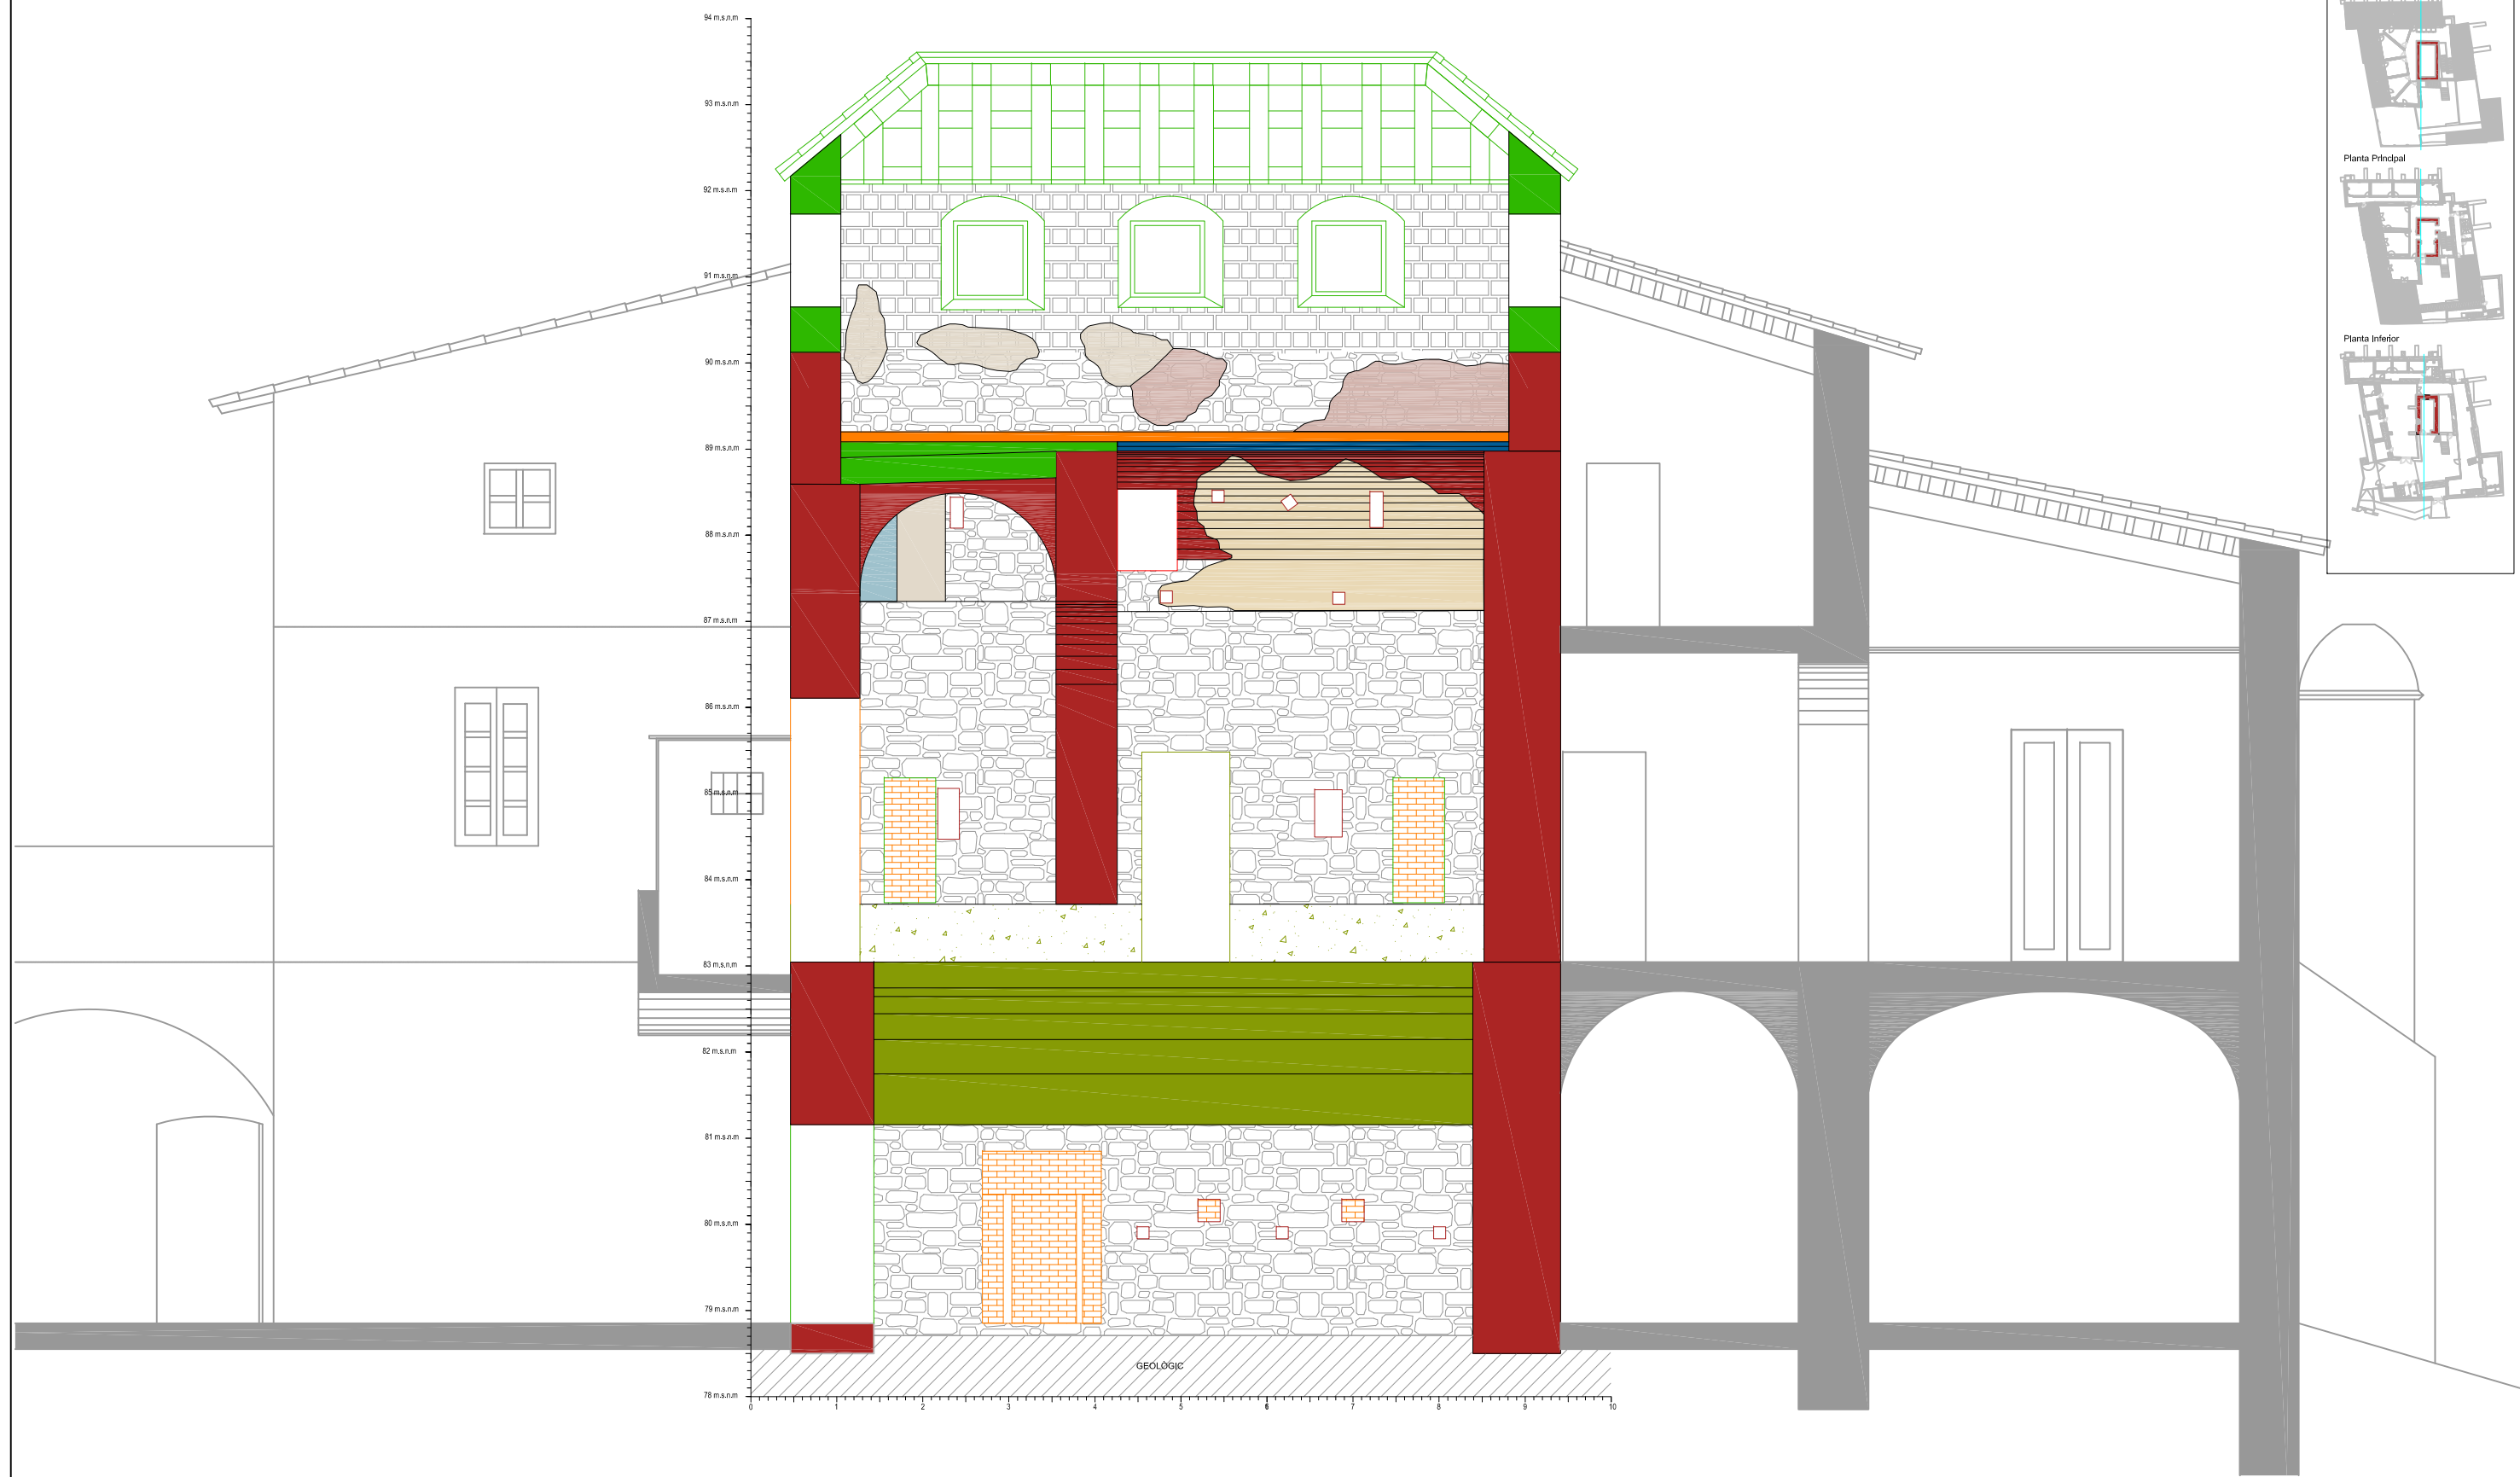 94 m.s.n.m
93 m.s.n.m
Planta Principal
92 m.s.n.m
91 m.s.n.m
Planta Inferior
90 m.s.n.m
89 m.s.n.m
88 m.s.n.m
87 m.s.n.m
86 m.s.n.m
85 m.s.n.m
84 m.s.n.m
83 m.s.n.m
82 m.s.n.m
81 m.s.n.m
80 m.s.n.m
79 m.s.n.m
GEOLÒGIC
78 m.s.n.m
0 1 2 3 4 5 6 7 8 9 10